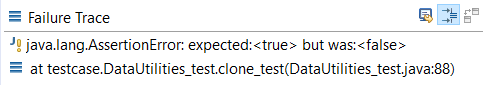 Failure Trace
java.lang.AssertionError: expected:<true> but was:<false>
at testcase.DataUtilities_test.clone_test(DataUtilities_test.java:88)